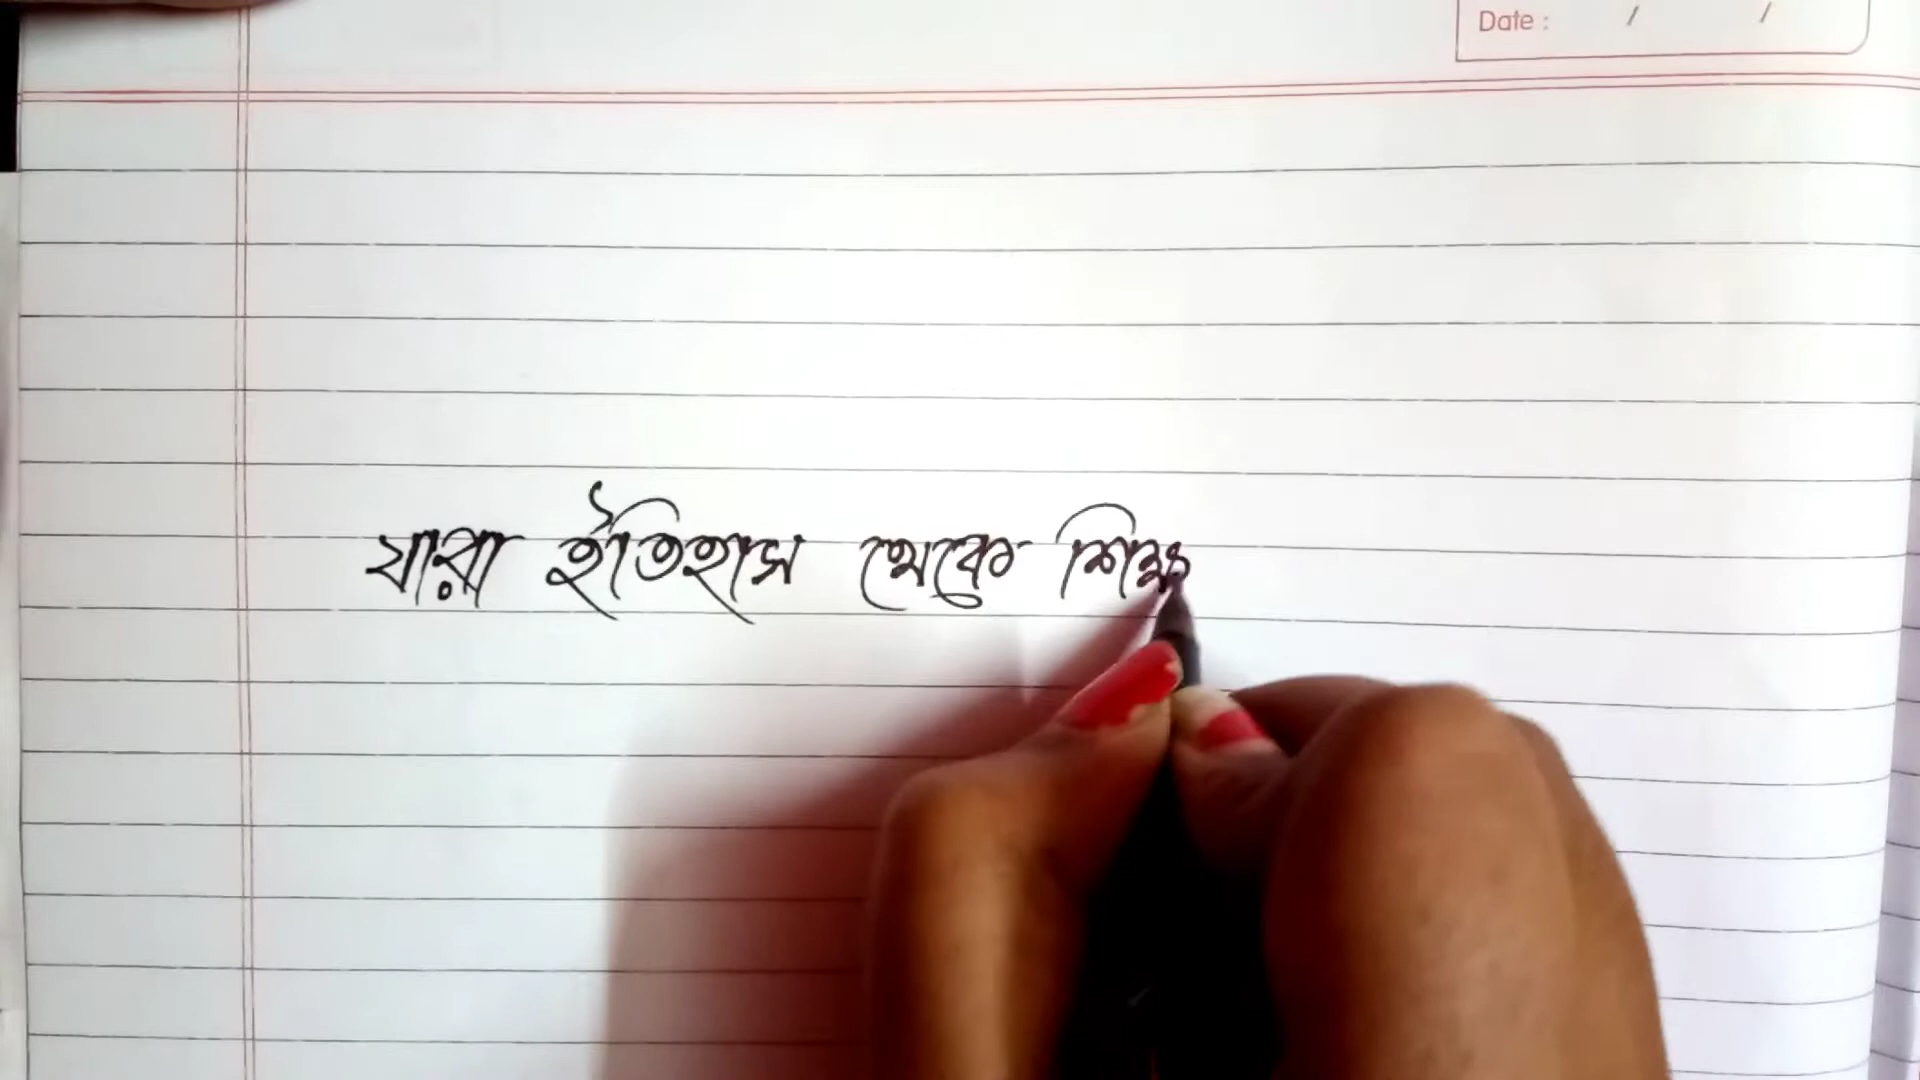 Date : / /
যারা ইতিহাস থেকে শিক্ষ